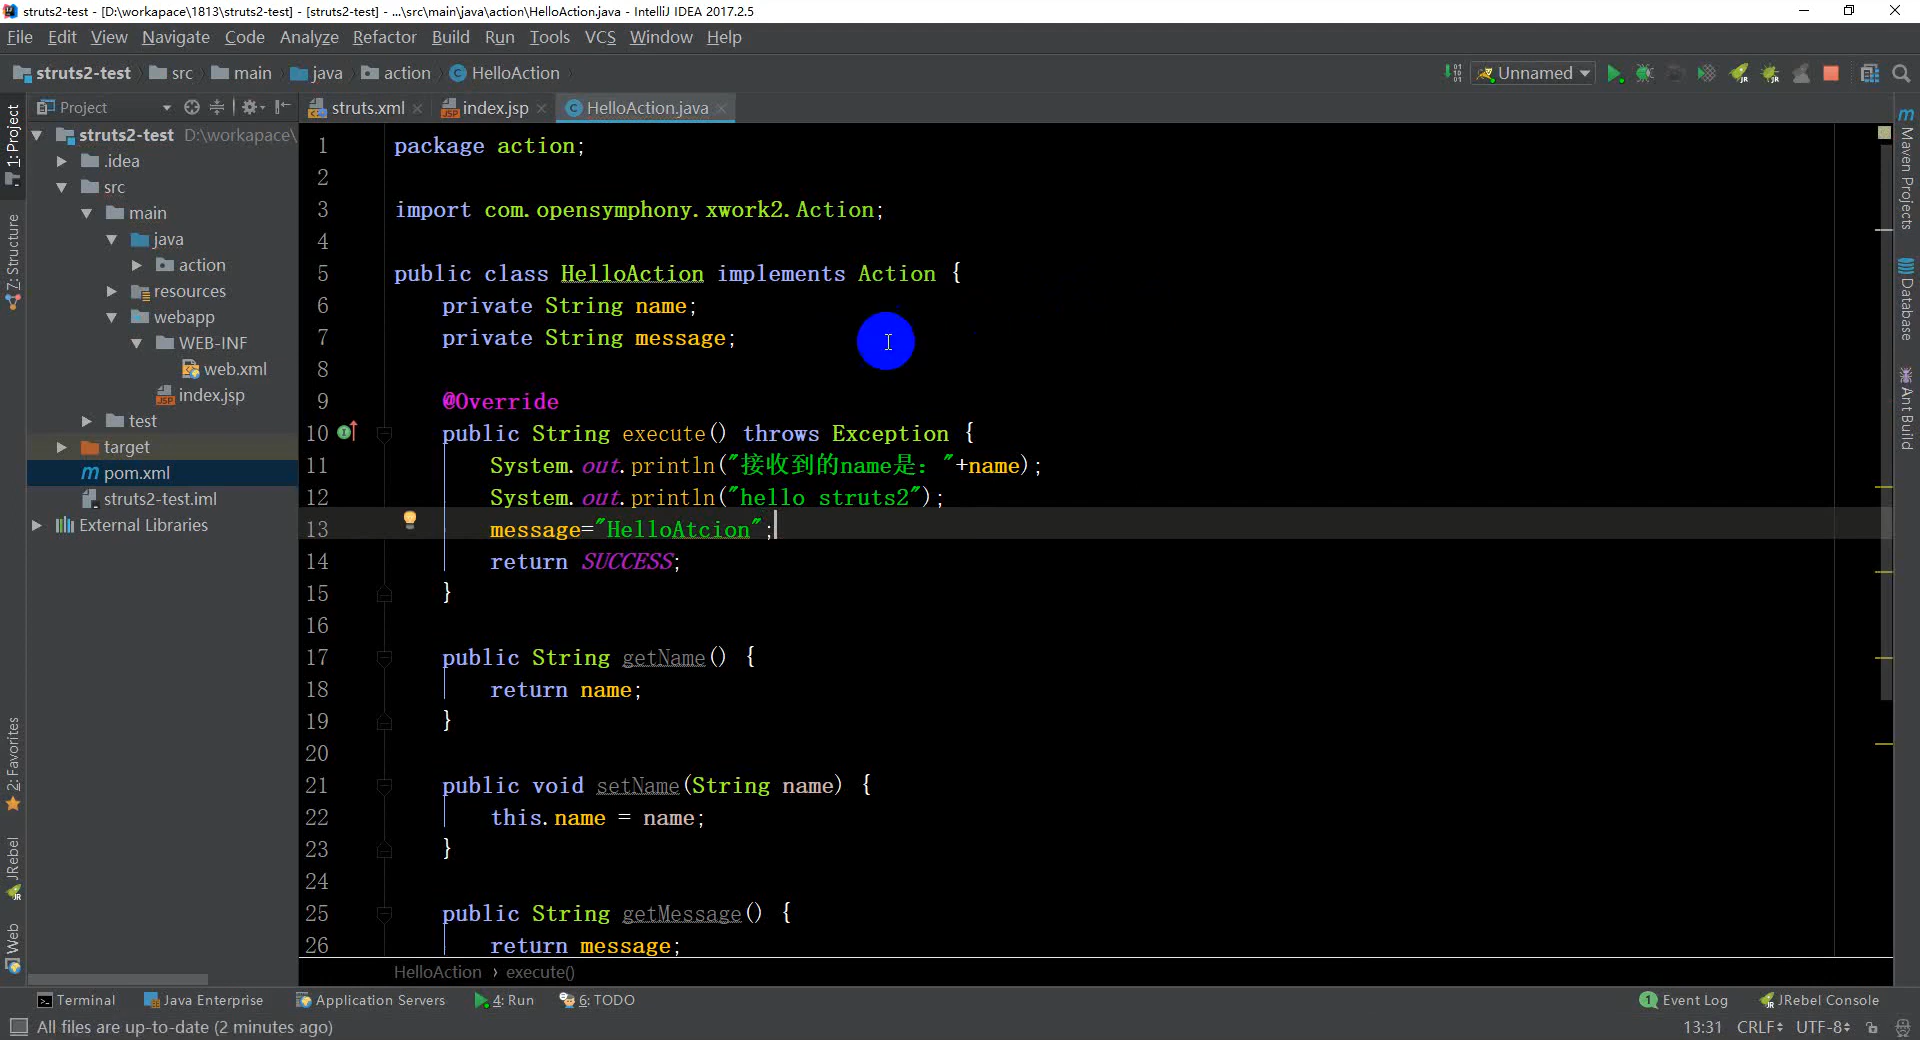 struts2-test - [D:\workapace\1813\struts2-test] - [struts2-test] - ...\src\main\java\action\HelloAction.java - IntelliJ IDEA 2017.2.5
File Edit View Navigate Code Analyze Refactor Build Run Tools VCS Window Help
struts2-test src main java action HelloAction Unnamed
Project struts.xml index.jsp HelloAction.java
struts2-test D:\workapace\
.idea
src
main
java
action
resources
webapp
WEB-INF
web.xml
index.jsp
test
target
pom.xml
struts2-test.iml
External Libraries
1: Project
7: Structure
2: Favorites
JRebel
Web
1 package action;
2
3 import com.opensymphony.xwork2.Action;
4
5 public class HelloAction implements Action {
6 private String name;
7 private String message;
8
9 @Override
10 public String execute() throws Exception {
11 System.out.println("接收到的name是："+name);
12 System.out.println("hello struts2");
13 message="HelloAtcion";
14 return SUCCESS;
15 }
16
17 public String getName() {
18 return name;
19 }
20
21 public void setName(String name) {
22 this.name = name;
23 }
24
25 public String getMessage() {
26 return message;
HelloAction › execute()
Maven Projects
Database
Ant Build
Terminal Java Enterprise Application Servers 4: Run 6: TODO 1 Event Log JRebel Console
All files are up-to-date (2 minutes ago) 13:31 CRLF UTF-8